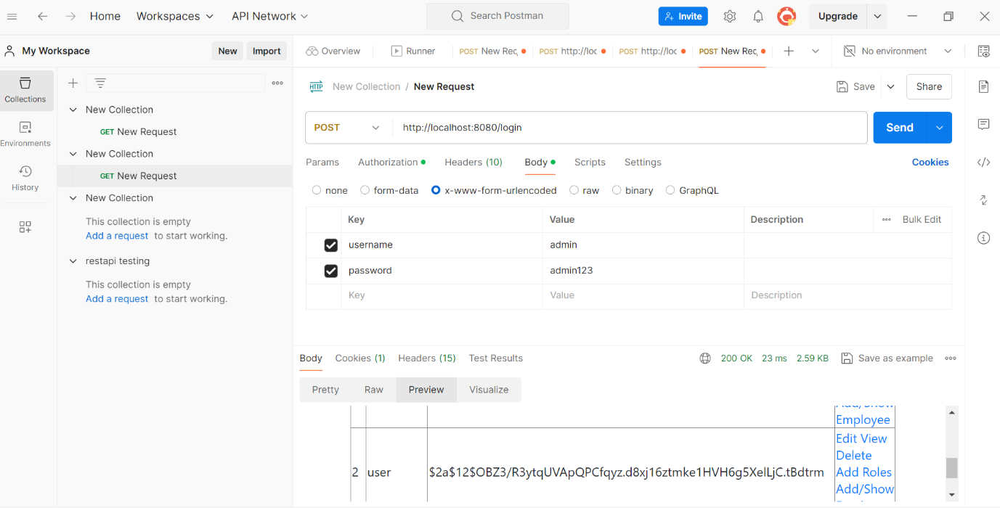 Home Workspaces API Network Search Postman Invite Upgrade
My Workspace New Import Overview Runner POST New Rec POST http://loc POST http://loc POST New Rec No environment
Collections
Environments
History
New Collection
GET New Request
New Collection
GET New Request
New Collection
This collection is empty
Add a request to start working.
restapi testing
This collection is empty
Add a request to start working.
HTTP New Collection / New Request Save Share
POST http://localhost:8080/login Send
Params Authorization Headers (10) Body Scripts Settings Cookies
none form-data x-www-form-urlencoded raw binary GraphQL
Key Value Description Bulk Edit
username admin
password admin123
Key Value Description
Body Cookies (1) Headers (15) Test Results 200 OK 23 ms 2.59 KB Save as example
Pretty Raw Preview Visualize
Add/Show
Employee
Edit View
Delete
2 user $2a$12$OBZ3/R3ytqUVApQPCfqyz.d8xj16ztmke1HVH6g5XelLjC.tBdtrm Add Roles
Add/Show